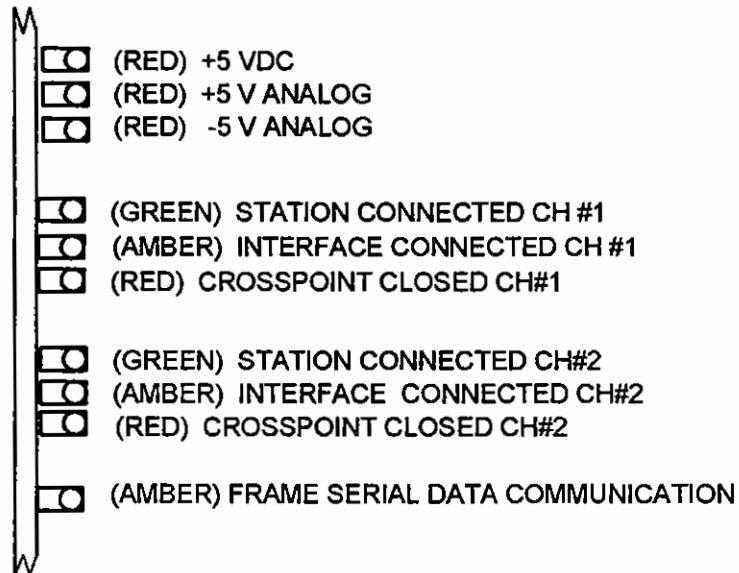 (RED) +5 VDC
(RED) +5 V ANALOG
(RED) -5 V ANALOG
(GREEN) STATION CONNECTED CH #1
(AMBER) INTERFACE CONNECTED CH #1
(RED) CROSSPOINT CLOSED CH#1
(GREEN) STATION CONNECTED CH#2
(AMBER) INTERFACE CONNECTED CH#2
(RED) CROSSPOINT CLOSED CH#2
(AMBER) FRAME SERIAL DATA COMMUNICATION